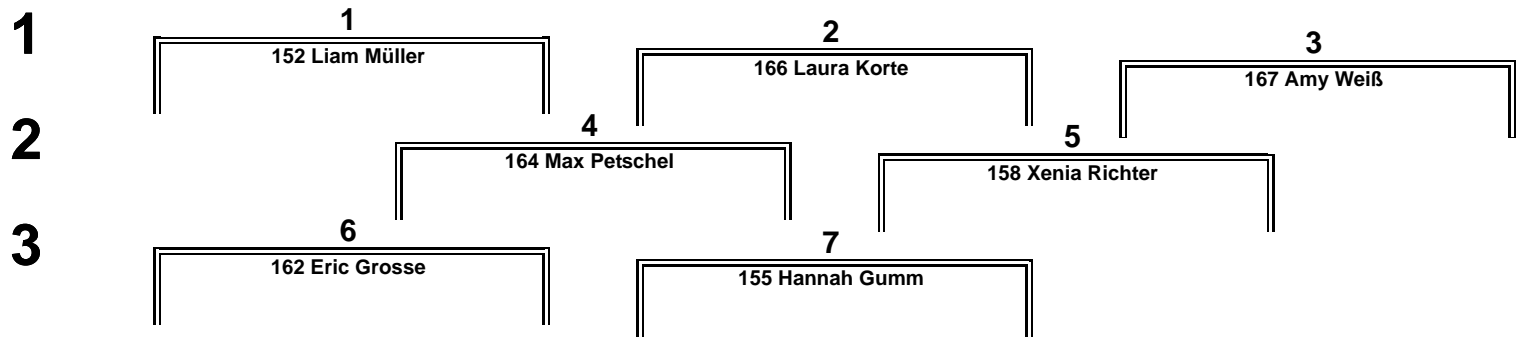 1
1
152 Liam Müller
2
166 Laura Korte
3
167 Amy Weiß
2
4
164 Max Petschel
5
158 Xenia Richter
3
6
162 Eric Grosse
7
155 Hannah Gumm